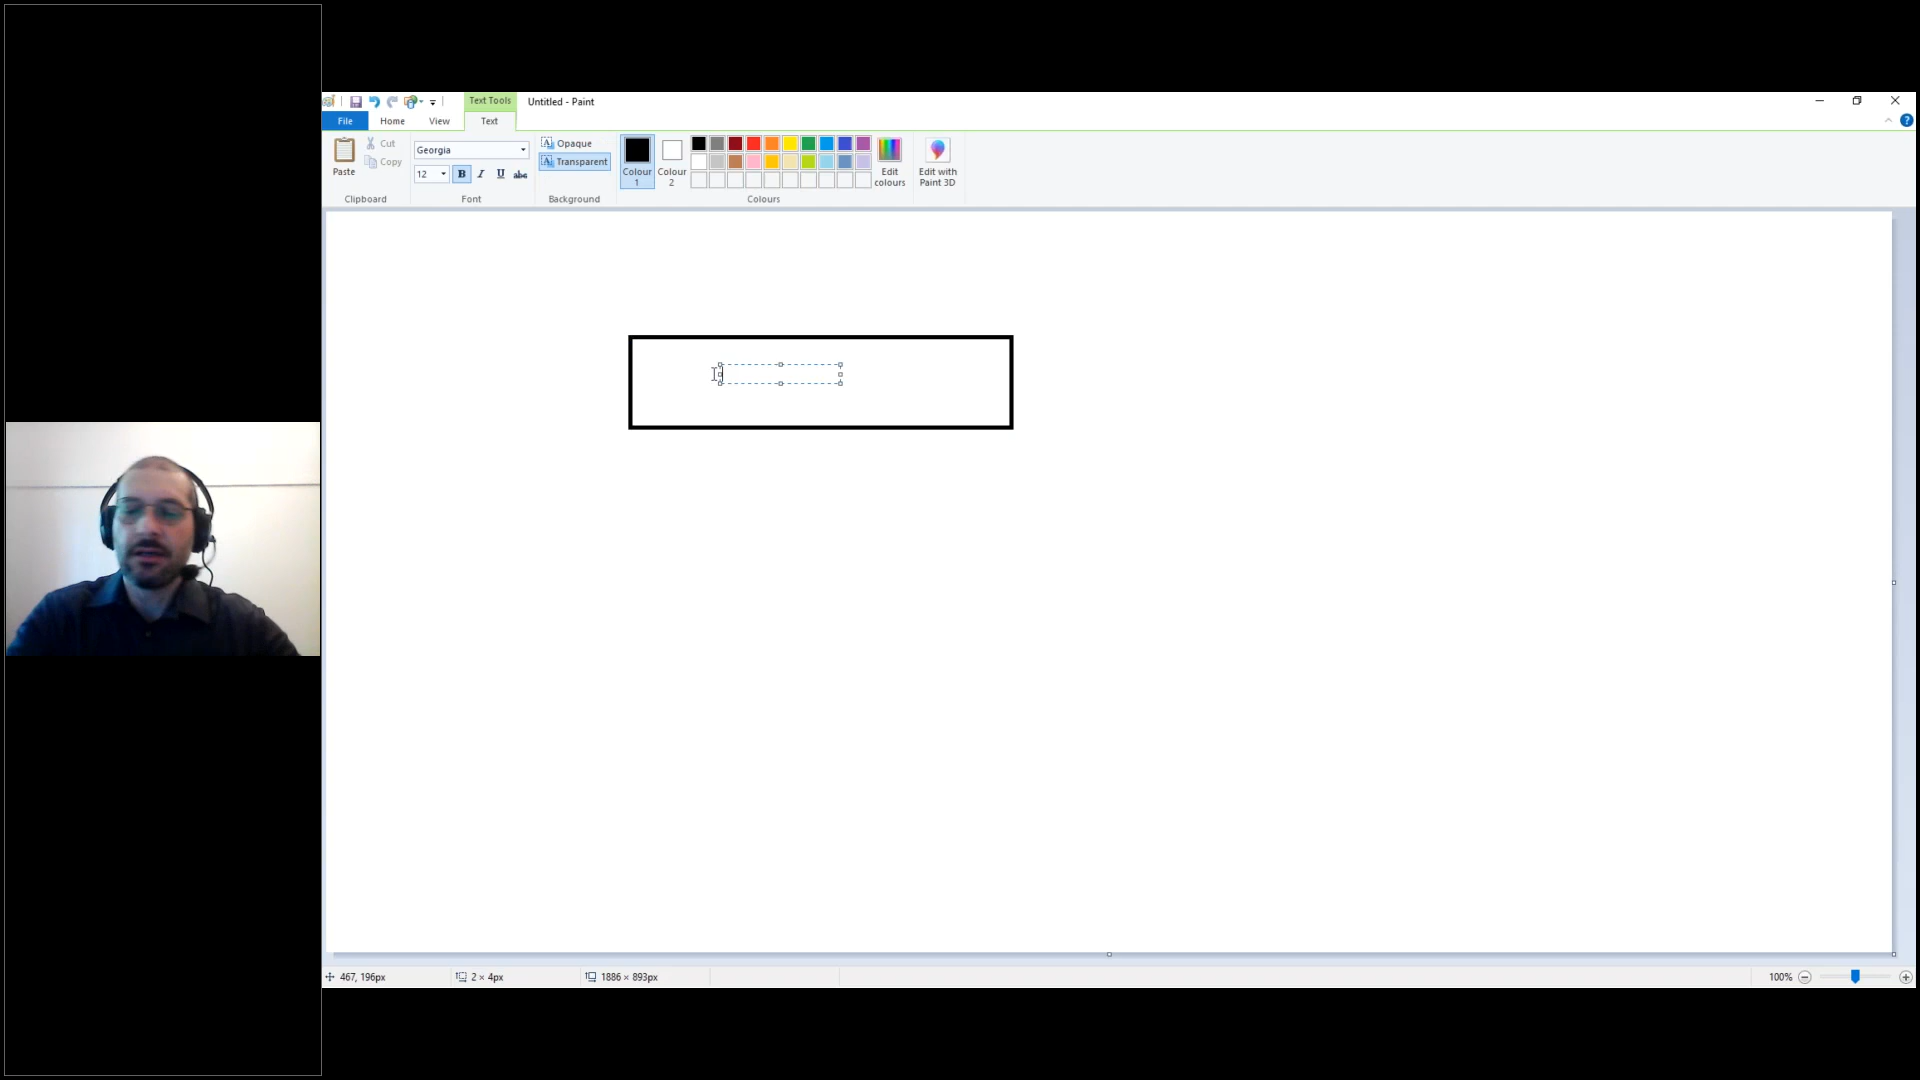 Text Tools
Untitled - Paint
File
Home
View
Text
?
Paste
Cut
Copy
Clipboard
Georgia
12
B
I
U
abc
Font
Opaque
Transparent
Background
Colour
1
Colour
2
Edit
colours
Colours
Edit with
Paint 3D
467, 196px
2 × 4px
1886 × 893px
100%